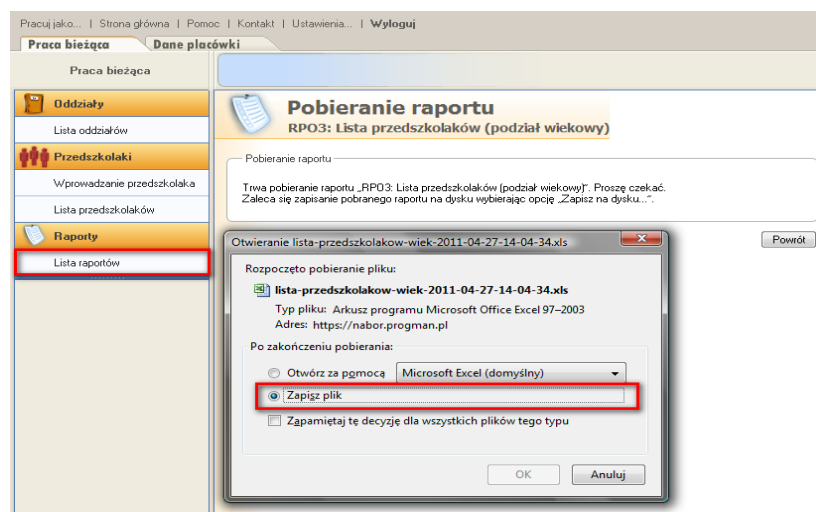 Pracuj jako... | Strona główna | Pomoc | Kontakt | Ustawienia... | Wyloguj
Praca bieżąca Dane placówki
Praca bieżąca
Oddziały
Lista oddziałów
Przedszkolaki
Wprowadzanie przedszkolaka
Lista przedszkolaków
Raporty
Lista raportów
Pobieranie raportu
RPO3: Lista przedszkolaków (podział wiekowy)
Pobieranie raportu
Trwa pobieranie raportu „RPO3: Lista przedszkolaków (podział wiekowy)". Proszę czekać.
Zaleca się zapisanie pobranego raportu na dysku wybierając opcję „Zapisz na dysku...".
Powrót
Otwieranie lista-przedszkolakow-wiek-2011-04-27-14-04-34.xls
Rozpoczęto pobieranie pliku:
lista-przedszkolakow-wiek-2011-04-27-14-04-34.xls
Typ pliku: Arkusz programu Microsoft Office Excel 97–2003
Adres: https://nabor.progman.pl
Po zakończeniu pobierania:
Otwórz za pomocą Microsoft Excel (domyślny)
Zapisz plik
Zapamiętaj tę decyzję dla wszystkich plików tego typu
OK Anuluj